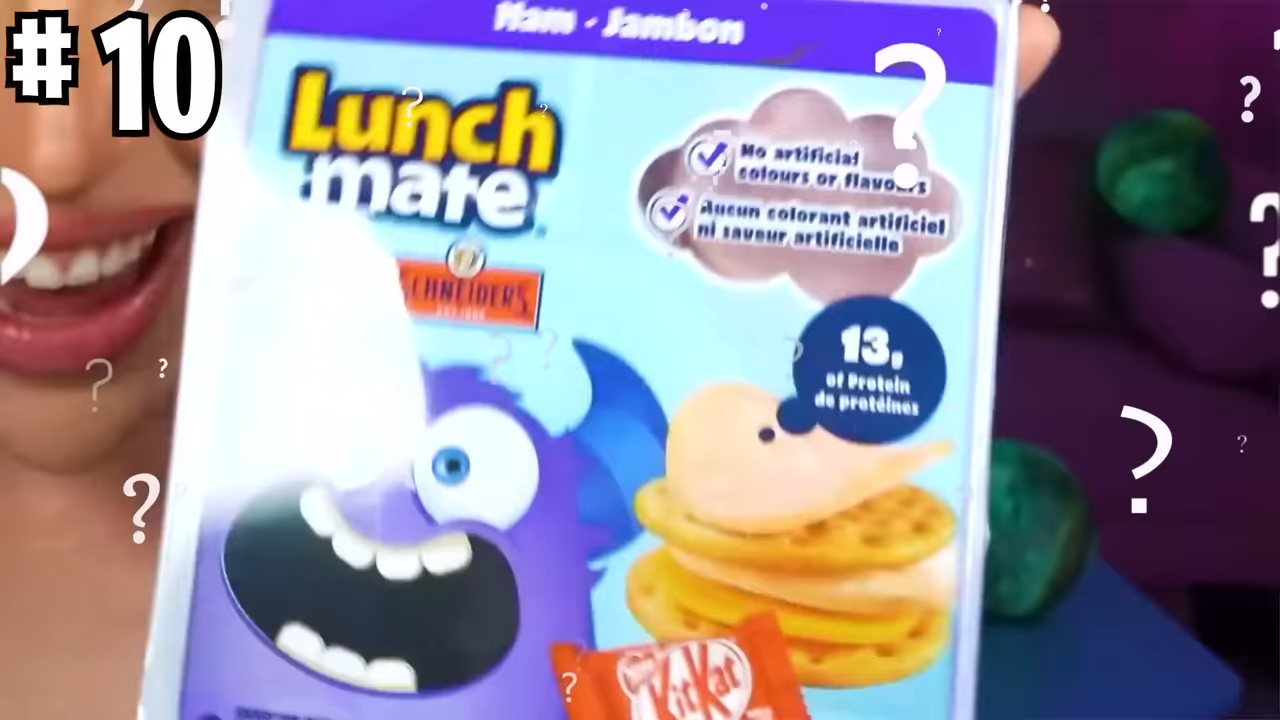 #10
Ham - Jambon
Lunch
mate
SCHNEIDERS
No artificial
colours or flavours
Aucun colorant artificiel
ni saveur artificielle
13g
of Protein
de protéines
KitKat